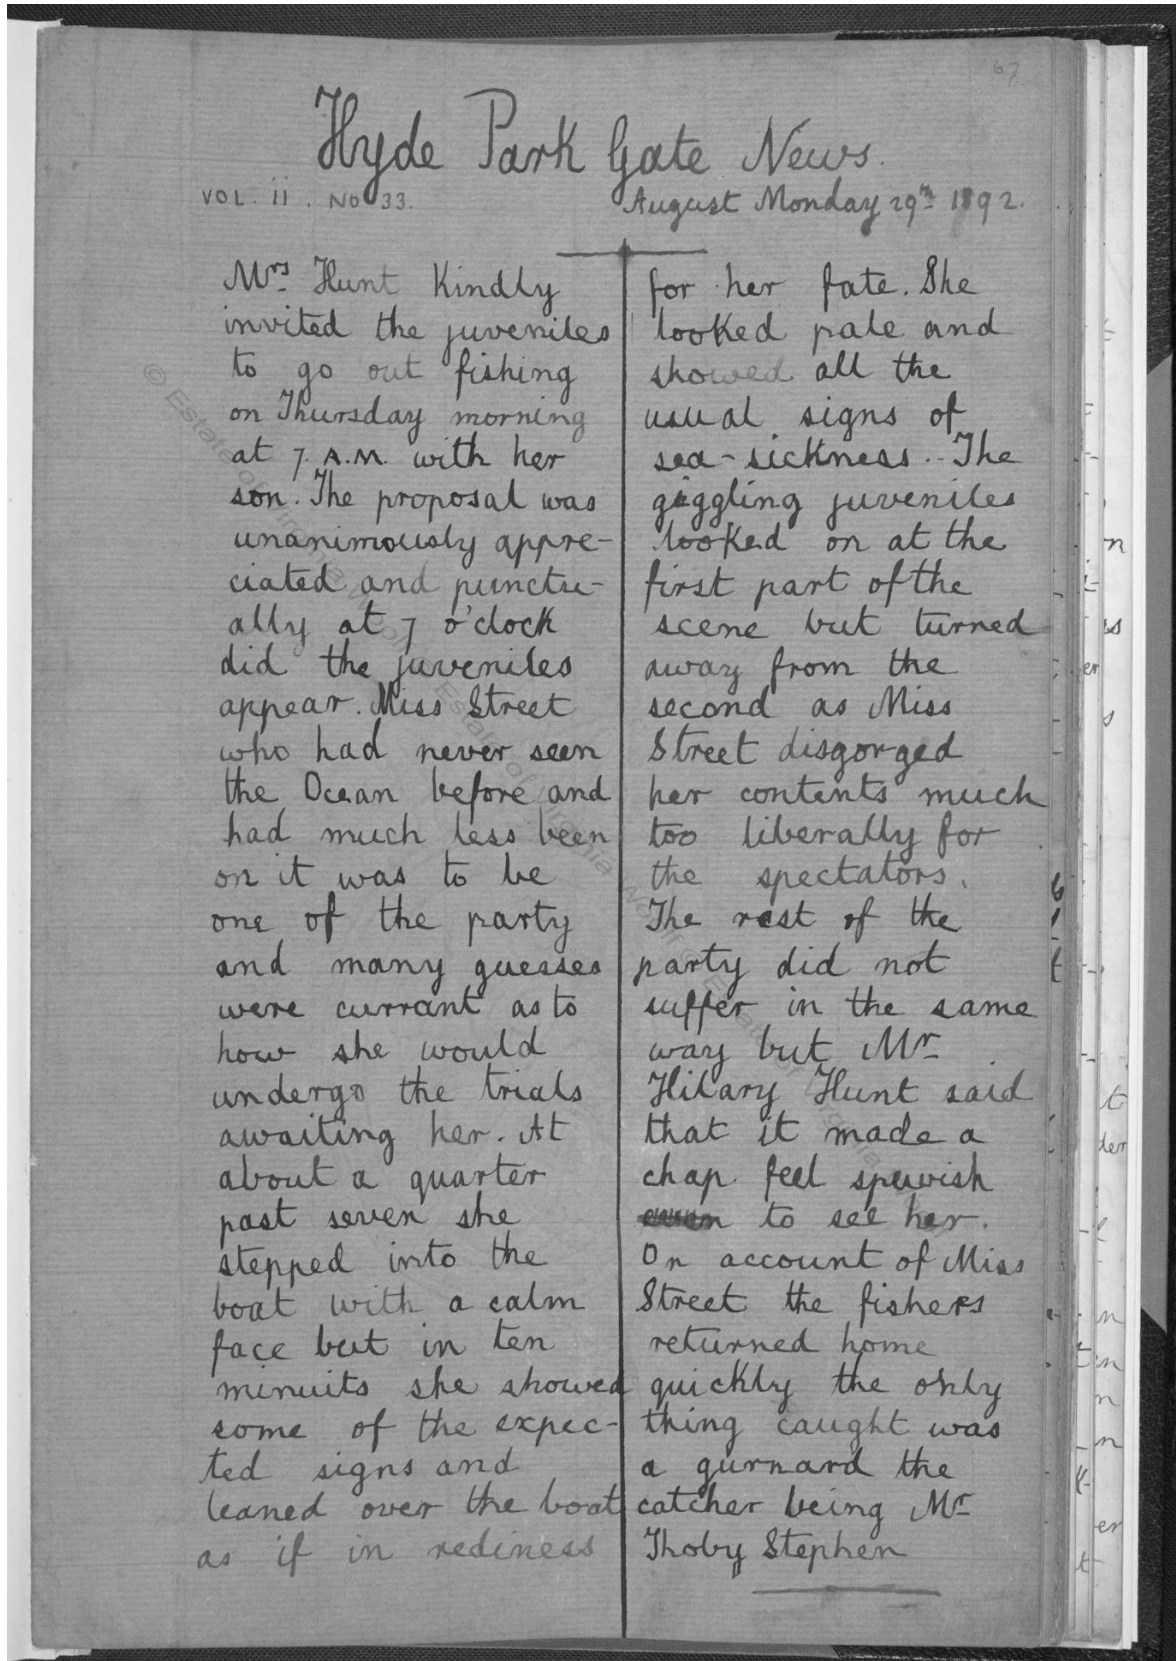 67
Hyde Park Gate News.
VOL. ii. No 33.
August Monday 29th 1892.
Mrs Hunt Kindly
invited the juveniles
to go out fishing
on Thursday morning
at 7. A.M. with her
son. The proposal was
unanimously appre-
ciated and punctu-
ally at 7 o'clock
did the juveniles
appear. Miss Street
who had never seen
the Ocean before and
had much less been
on it was to be
one of the party
and many guesses
were currant as to
how she would
undergo the trials
awaiting her. At
about a quarter
past seven she
stepped into the
boat with a calm
face but in ten
minuits she showed
some of the expec-
ted signs and
leaned over the boat
as if in rediness
for her fate. She
looked pale and
showed all the
usual signs of
sea-sickness. The
giggling juveniles
looked on at the
first part of the
scene but turned
away from the
second as Miss
Street disgorged
her contents much
too liberally for
the spectators.
The rest of the
party did not
suffer in the same
way but Mr
Hilary Hunt said
that it made a
chap feel spewish
to see her.
On account of Miss
Street the fishers
returned home
quickly the only
thing caught was
a gurnard the
catcher being Mr
Thoby Stephen